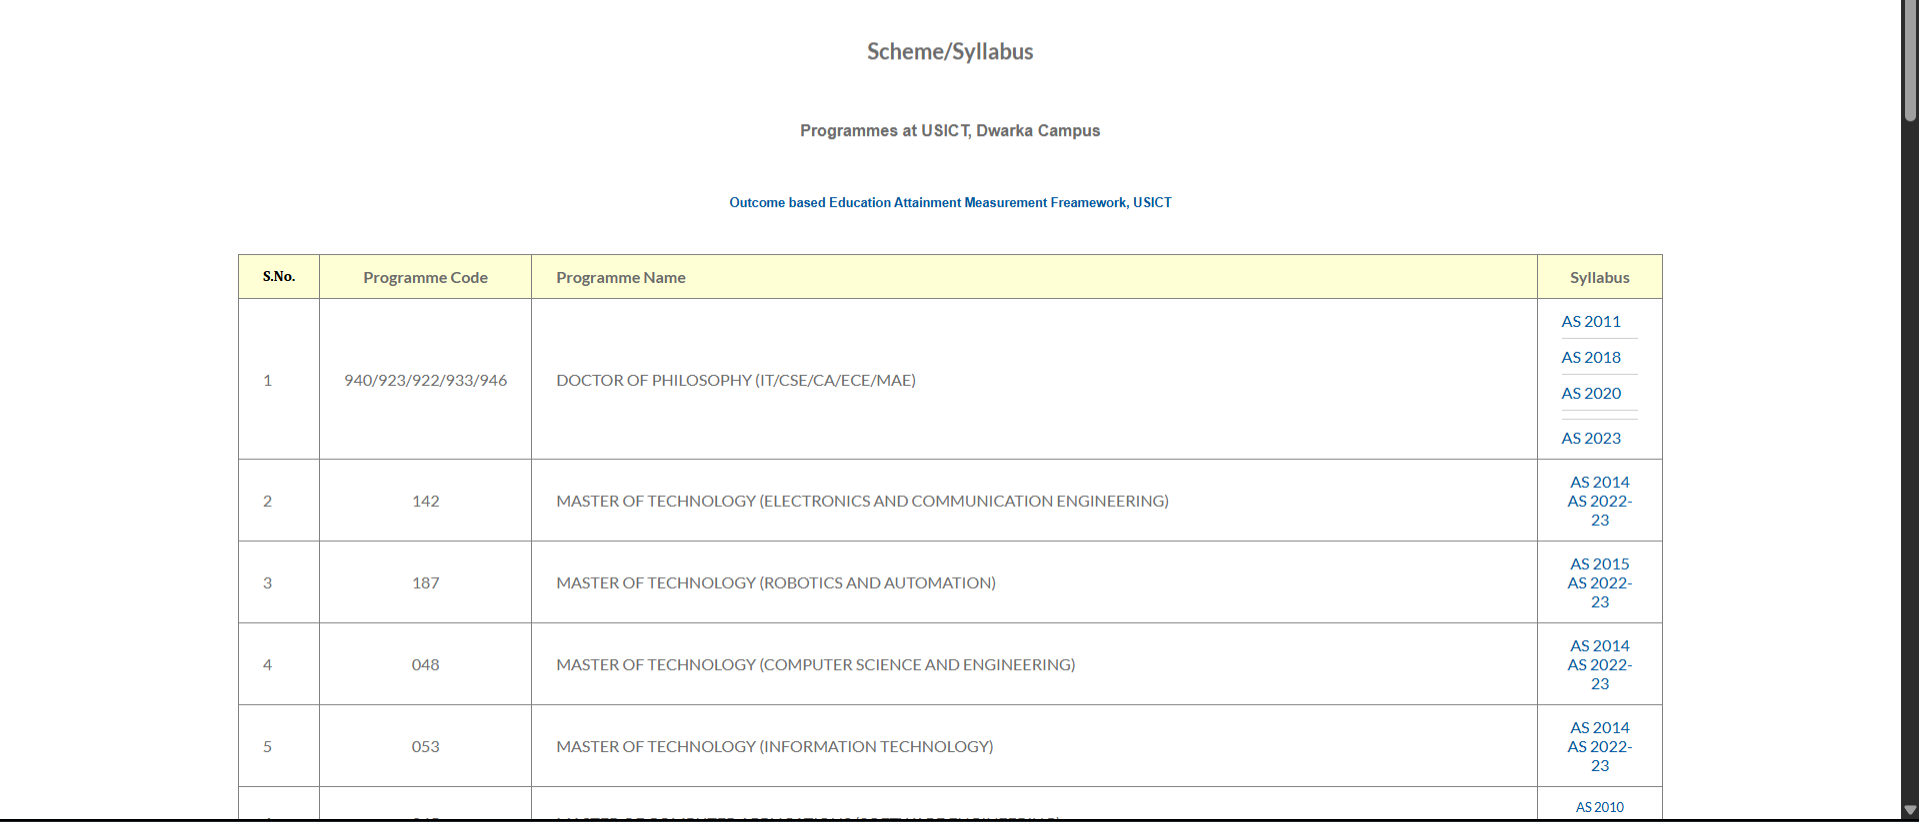 Scheme/Syllabus
Programmes at USICT, Dwarka Campus
Outcome based Education Attainment Measurement Freamework, USICT
S.No. Programme Code Programme Name Syllabus
1 940/923/922/933/946 DOCTOR OF PHILOSOPHY (IT/CSE/CA/ECE/MAE)
AS 2011
AS 2018
AS 2020
AS 2023
2 142 MASTER OF TECHNOLOGY (ELECTRONICS AND COMMUNICATION ENGINEERING)
AS 2014
AS 2022-
23
3 187 MASTER OF TECHNOLOGY (ROBOTICS AND AUTOMATION)
AS 2015
AS 2022-
23
4 048 MASTER OF TECHNOLOGY (COMPUTER SCIENCE AND ENGINEERING)
AS 2014
AS 2022-
23
5 053 MASTER OF TECHNOLOGY (INFORMATION TECHNOLOGY)
AS 2014
AS 2022-
23
AS 2010